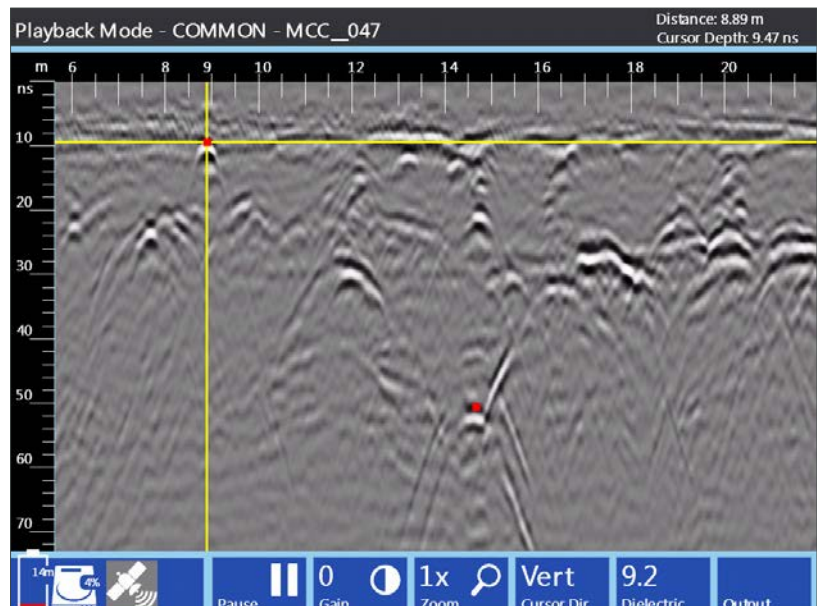 Playback Mode - COMMON - MCC__047
Distance: 8.89 m
Cursor Depth: 9.47 ns
m 6 8 9 10 12 14 16 18 20
ns
10
20
30
40
50
60
70
14m
4%
0
1x
Vert
9.2
Pause
Gain
Zoom
Cursor Dir
Dielectric
Output